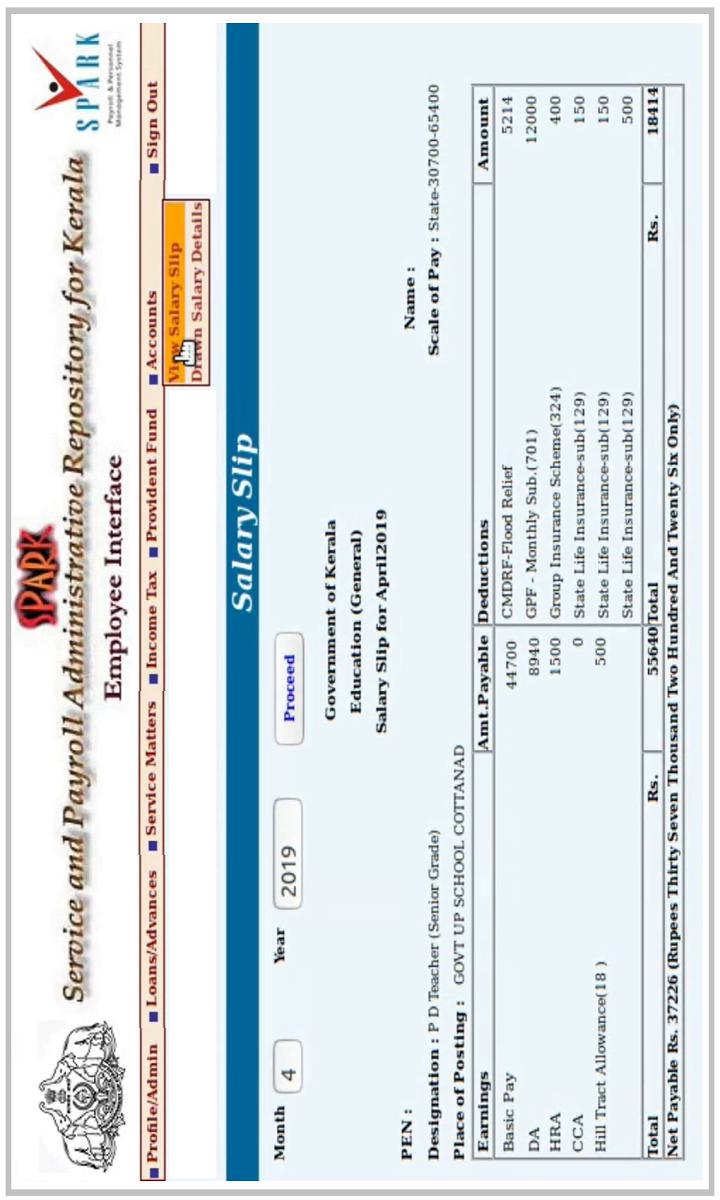 SPARK
Service and Payroll Administrative Repository for Kerala
SPARK
Payroll & Personnel
Management System
Employee Interface
Profile/Admin Loans/Advances Service Matters Income Tax Provident Fund Accounts Sign Out
View Salary Slip
Drawn Salary Details
Salary Slip
Month 4 Year 2019 Proceed
Government of Kerala
Education (General)
Salary Slip for April2019
PEN : Name :
Designation : P D Teacher (Senior Grade) Scale of Pay : State-30700-65400
Place of Posting : GOVT UP SCHOOL COTTANAD
Earnings Amt.Payable Deductions Amount
Basic Pay 44700 CMDRF-Flood Relief 5214
DA 8940 GPF - Monthly Sub.(701) 12000
HRA 1500 Group Insurance Scheme(324) 400
CCA 0 State Life Insurance-sub(129) 150
Hill Tract Allowance(18 ) 500 State Life Insurance-sub(129) 150
State Life Insurance-sub(129) 500
Total Rs. 55640 Total Rs. 18414
Net Payable Rs. 37226 (Rupees Thirty Seven Thousand Two Hundred And Twenty Six Only)